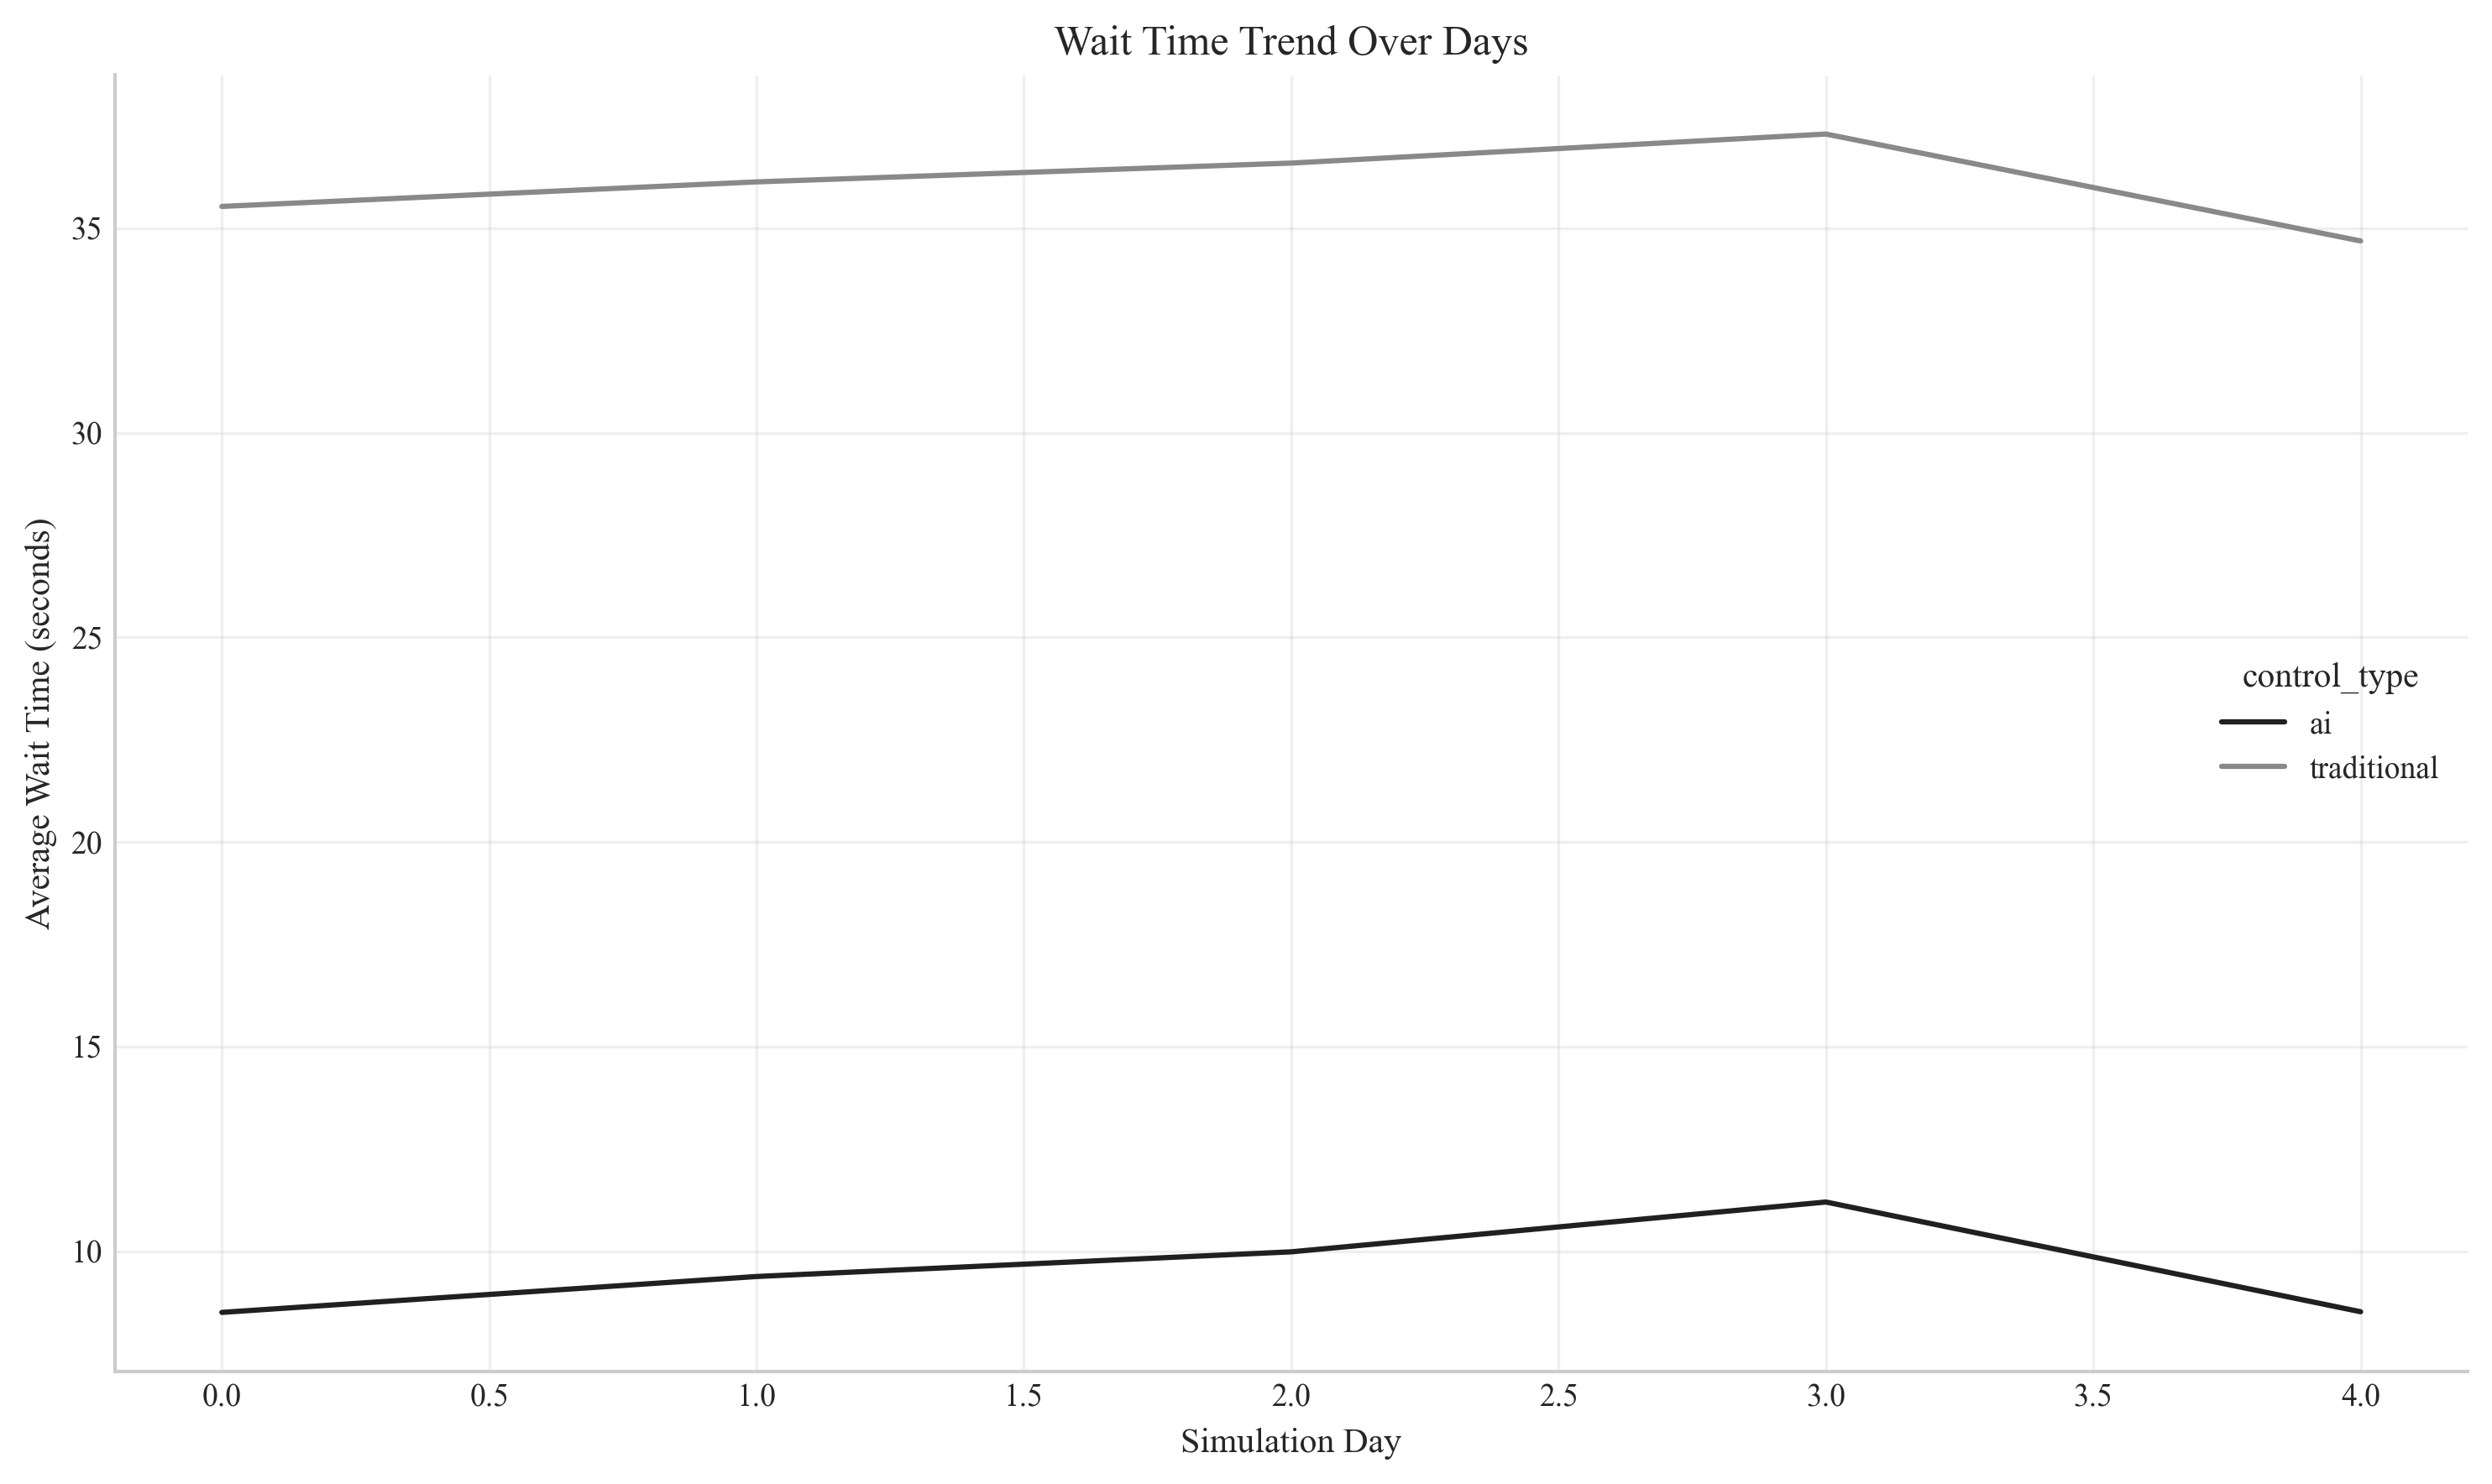 Wait Time Trend Over Days
Average Wait Time (seconds)
35
30
25
20
15
10
control_type
ai
traditional
0.0 0.5 1.0 1.5 2.0 2.5 3.0 3.5 4.0
Simulation Day